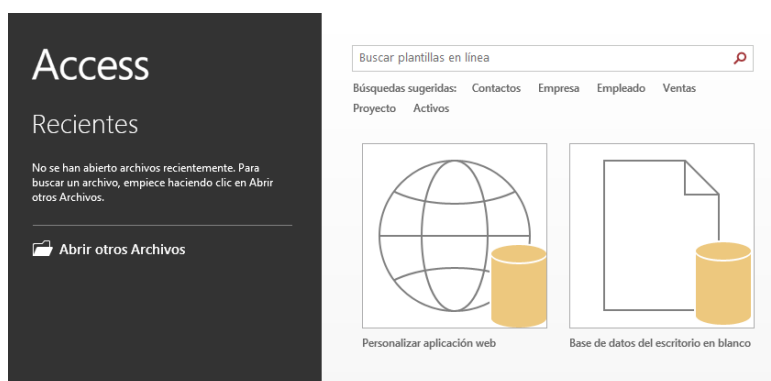 Access
Recientes
No se han abierto archivos recientemente. Para
buscar un archivo, empiece haciendo clic en Abrir
otros Archivos.
Abrir otros Archivos
Buscar plantillas en línea
Búsquedas sugeridas: Contactos Empresa Empleado Ventas
Proyecto Activos
Personalizar aplicación web
Base de datos del escritorio en blanco